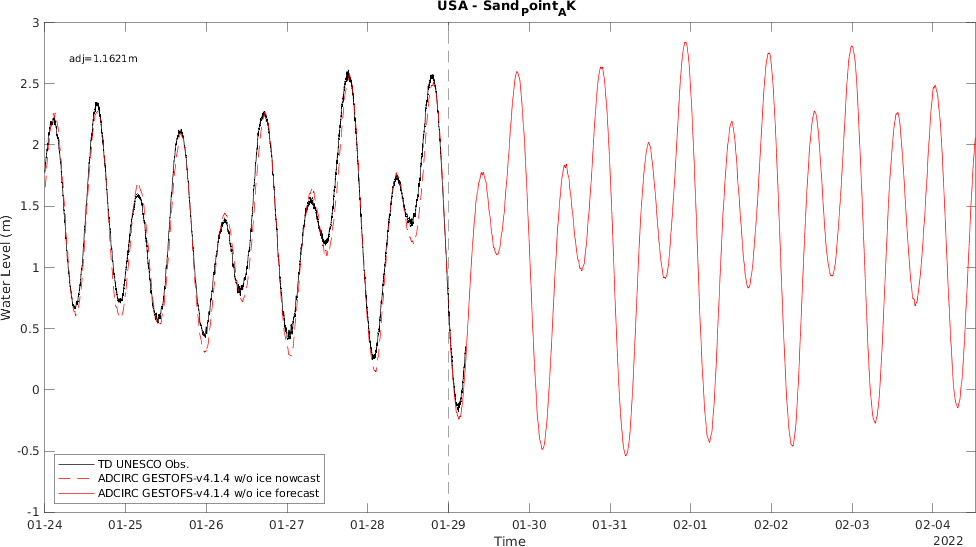 USA - SandPointAK
adj=1.1621m
3
2.5
2
1.5
1
0.5
0
-0.5
-1
Water Level (m)
TD UNESCO Obs.
ADCIRC GESTOFS-v4.1.4 w/o ice nowcast
ADCIRC GESTOFS-v4.1.4 w/o ice forecast
01-24 01-25 01-26 01-27 01-28 01-29 01-30 01-31 02-01 02-02 02-03 02-04
Time
2022